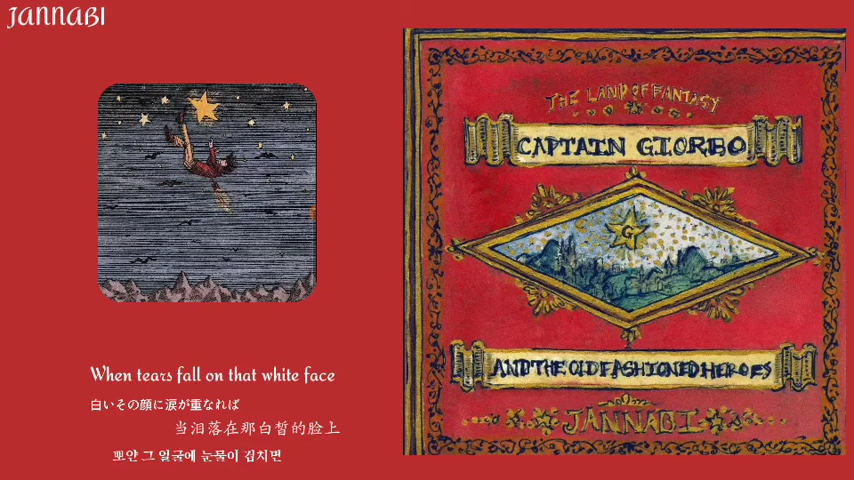 JANNABI
When tears fall on that white face
白いその顔に涙が重なれば
当泪落在那白皙的脸上
뽀얀 그 얼굴에 눈물이 겹치면
THE LAND OF FANTASY
CAPTAIN GIORBO
G
AND THE OLD FASHIONED HEROES
JANNABI